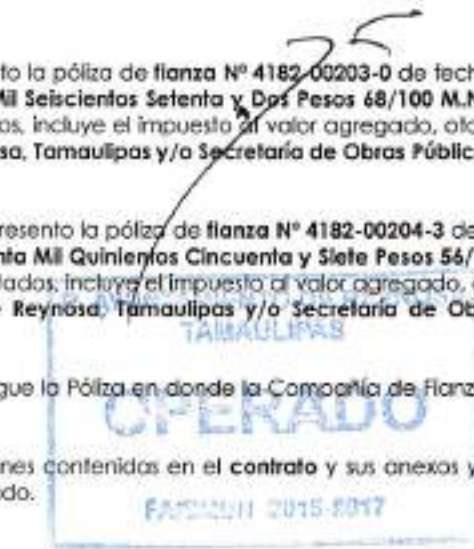 to la póliza de fianza Nº 4182-00203-0 de fech
Mil Seiscientos Setenta y Dos Pesos 68/100 M.N
os, incluye el impuesto al valor agregado, oto
sa, Tamaulipas y/o Secretaría de Obras Públic
resento la póliza de fianza Nº 4182-00204-3 de
nta Mil Quinientos Cincuenta y Siete Pesos 56/
tados, incluye el impuesto al valor agregado,
Reynosa, Tamaulipas y/o Secretaría de Ob
TAMAULIPAS
gue la Póliza en donde la Compañía de Fianz
OPERADO
nes contenidas en el contrato y sus anexos y
do.